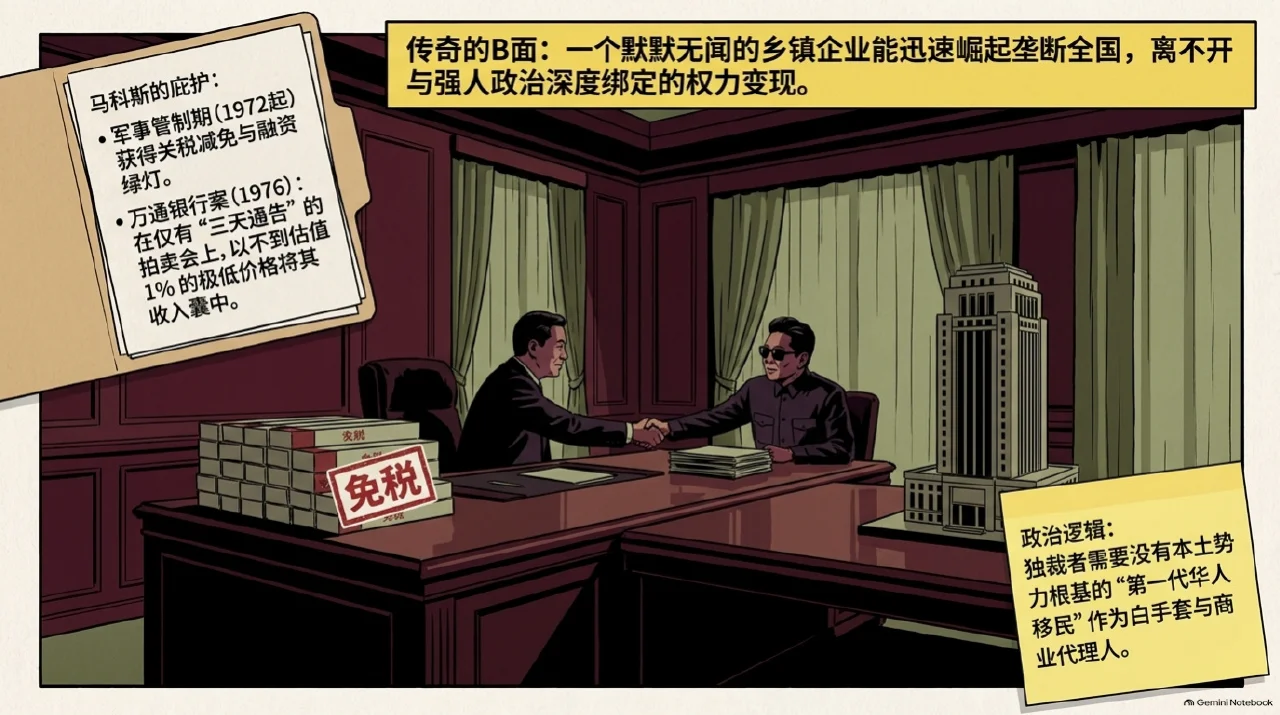 传奇的B面：一个默默无闻的乡镇企业能迅速崛起垄断全国，离不开
与强人政治深度绑定的权力变现。
马科斯的庇护：
• 军事管制期（1972起）
获得关税减免与融资
绿灯。
• 万通银行案（1976）：
在仅有“三天通告”的
拍卖会上，以不到估值
1%的极低价格将其
收入囊中。
免税
政治逻辑：
独裁者需要没有本土势
力根基的“第一代华人
移民”作为白手套与商
业代理人。
Gemini Notebook